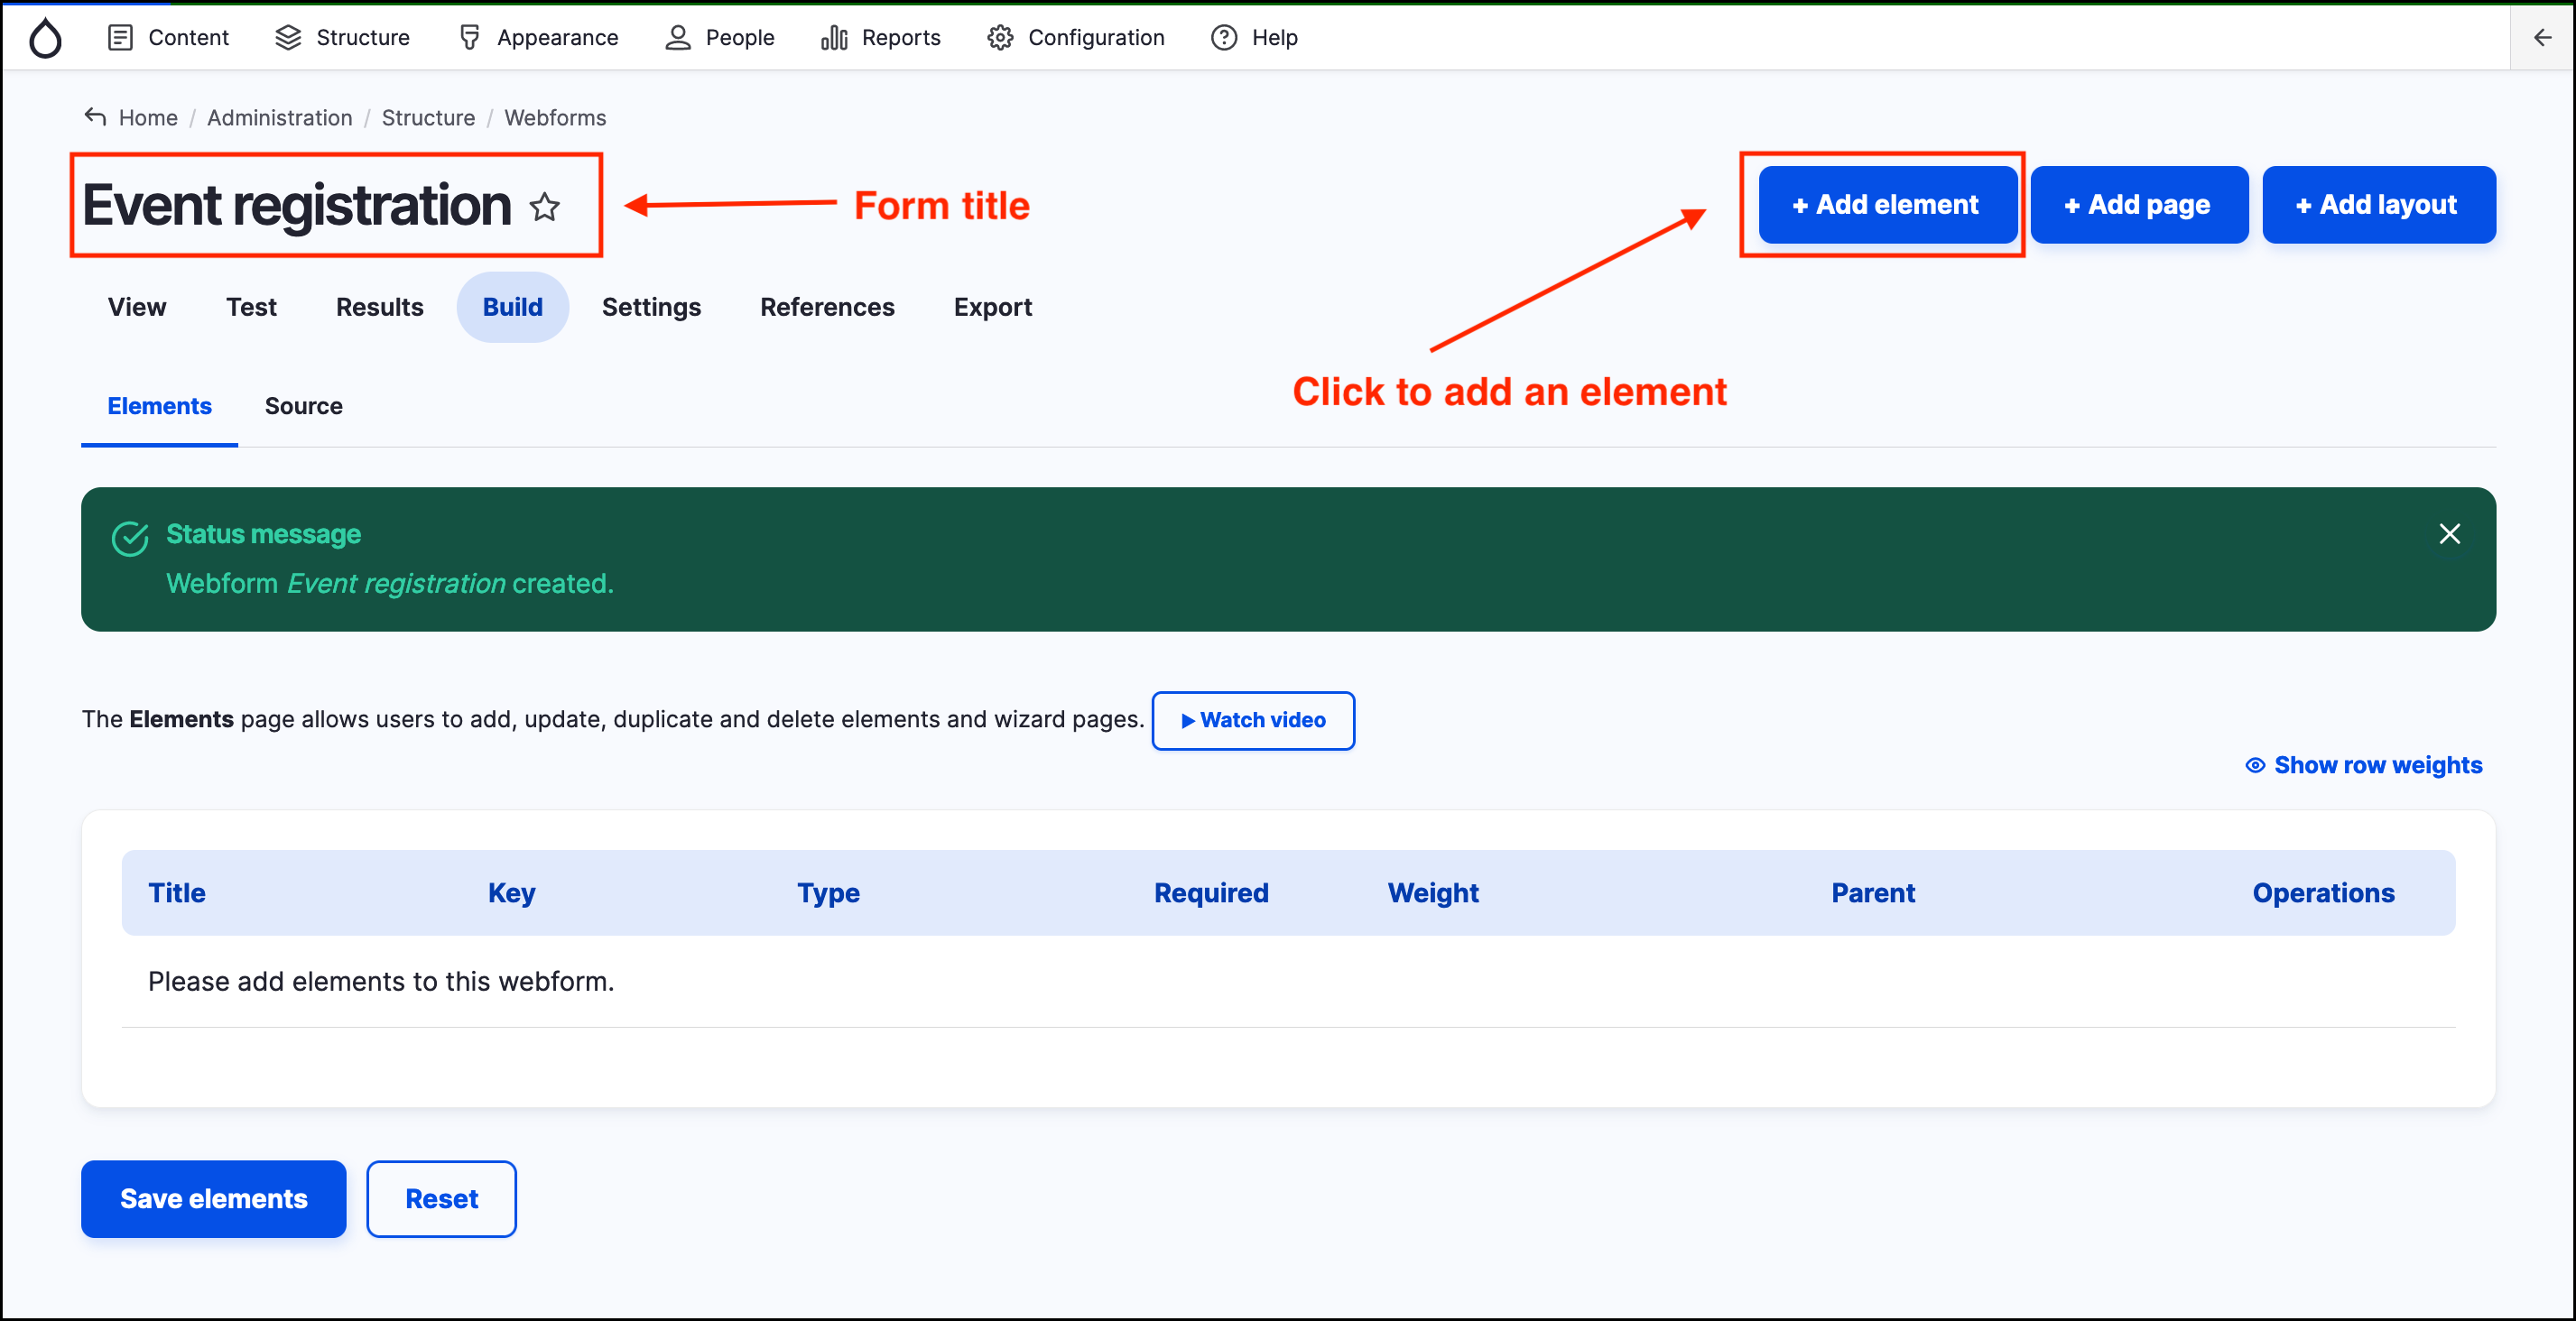 Content Structure Appearance People Reports Configuration Help
Home / Administration / Structure / Webforms
Event registration
Form title
+ Add element + Add page + Add layout
View Test Results Build Settings References Export
Click to add an element
Elements Source
Status message
Webform Event registration created.
The Elements page allows users to add, update, duplicate and delete elements and wizard pages. Watch video
Show row weights
Title Key Type Required Weight Parent Operations
Please add elements to this webform.
Save elements Reset